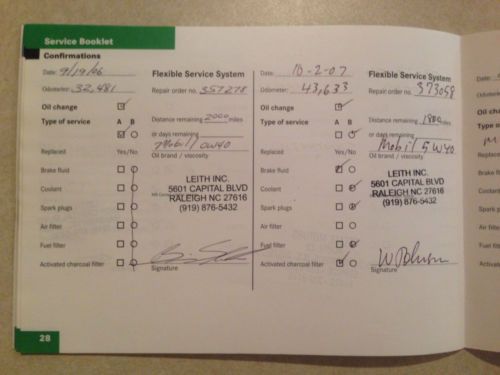 Service Booklet
Confirmations
Date: 9/19/06
Odometer: 32,481
Oil change
Type of service A B
Replaced Yes/No
Brake fluid
Coolant
Spark plugs
Air filter
Fuel filter
Activated charcoal filter
Flexible Service System
Repair order no. 357278
Distance remaining 2000 miles
or days remaining
Mobil 1 0W40
Oil brand / viscosity
LEITH INC.
5601 CAPITAL BLVD
RALEIGH NC 27616
(919) 876-5432
Signature
Date: 10-2-07
Odometer: 43,633
Oil change
Type of service A B
Replaced Yes/No
Brake fluid
Coolant
Spark plugs
Air filter
Fuel filter
Activated charcoal filter
Flexible Service System
Repair order no. 373058
Distance remaining 1800 miles
or days remaining
Mobil 5W40
Oil brand / viscosity
LEITH INC.
5601 CAPITAL BLVD
RALEIGH NC 27616
(919) 876-5432
Signature
28